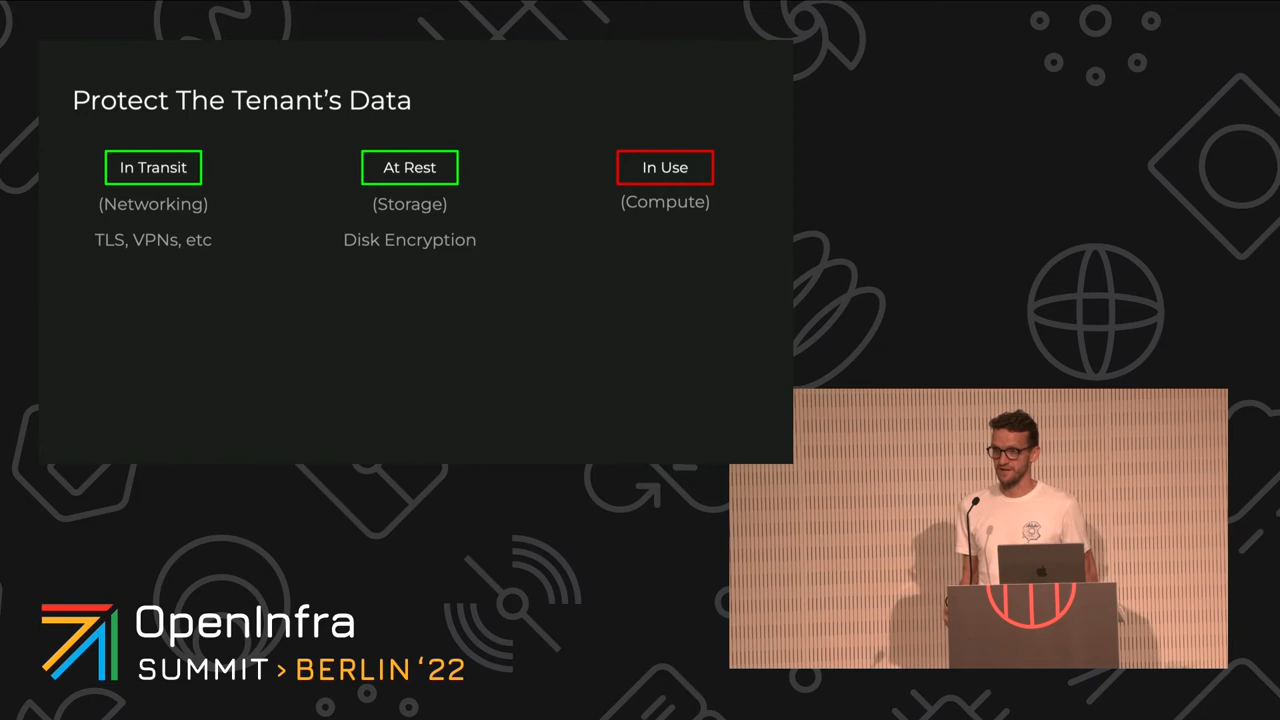 Protect The Tenant's Data
In Transit
(Networking)
TLS, VPNs, etc
At Rest
(Storage)
Disk Encryption
In Use
(Compute)
OpenInfra
SUMMIT > BERLIN ‘22